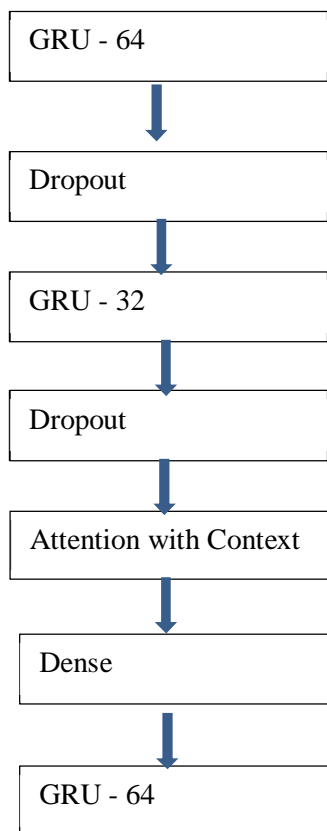 GRU - 64
Dropout
GRU - 32
Dropout
Attention with Context
Dense
GRU - 64